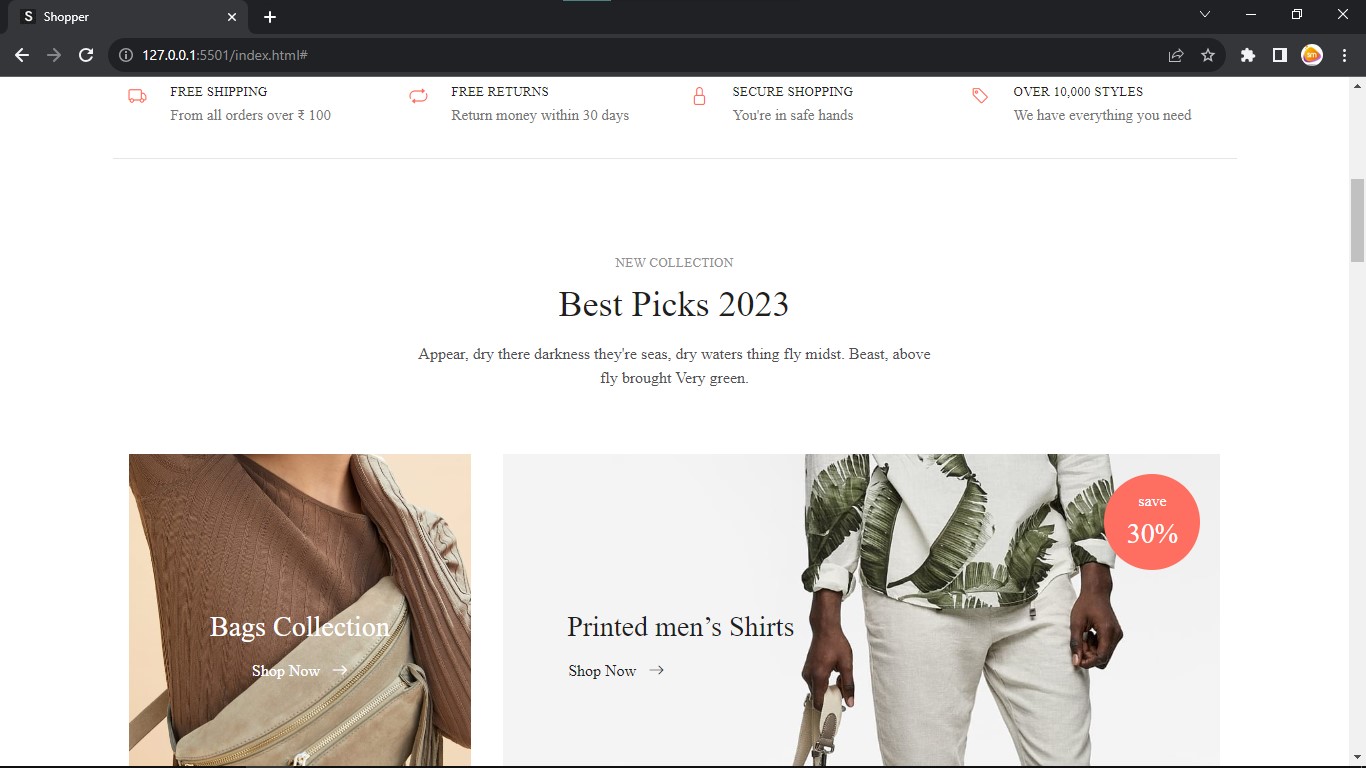 S Shopper
127.0.0.1:5501/index.html#
FREE SHIPPING
From all orders over ₹ 100
FREE RETURNS
Return money within 30 days
SECURE SHOPPING
You're in safe hands
OVER 10,000 STYLES
We have everything you need
NEW COLLECTION
Best Picks 2023
Appear, dry there darkness they're seas, dry waters thing fly midst. Beast, above
fly brought Very green.
Bags Collection
Shop Now
Printed men’s Shirts
Shop Now
save
30%